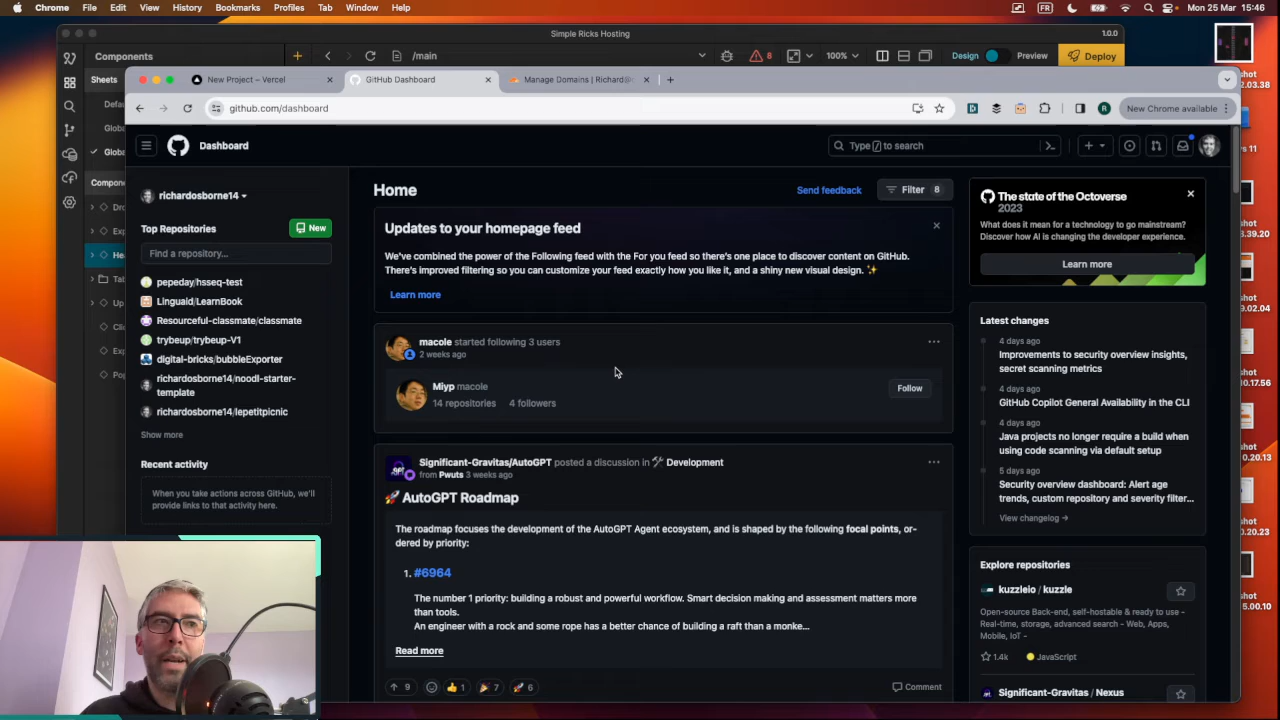 Chrome File Edit View History Bookmarks Profiles Tab Window Help
FR Mon 25 Mar 15:46
Simple Ricks Hosting
1.0.0
Components
/main
8
100%
Design
Preview
Deploy
Sheets
New Project – Vercel
GitHub Dashboard
Manage Domains | Richard@
github.com/dashboard
R
New Chrome available
Dashboard
Type / to search
richardosborne14
Top Repositories
New
Find a repository...
pepeday/hsseq-test
Linguaid/LearnBook
Resourceful-classmate/classmate
trybeup/trybeup-V1
digital-bricks/bubbleExporter
richardosborne14/noodl-starter-
template
richardosborne14/lepetitpicnic
Show more
Recent activity
When you take actions across GitHub, we'll
provide links to that activity here.
Home
Send feedback
Filter 8
Updates to your homepage feed
We've combined the power of the Following feed with the For you feed so there's one place to discover content on GitHub.
There's improved filtering so you can customize your feed exactly how you like it, and a shiny new visual design. ✨
Learn more
macole started following 3 users
2 weeks ago
Miyp macole
14 repositories 4 followers
Follow
Significant-Gravitas/AutoGPT posted a discussion in 🛠 Development
from Pwuts 3 weeks ago
🚀 AutoGPT Roadmap
The roadmap focuses the development of the AutoGPT Agent ecosystem, and is shaped by the following focal points, or-
dered by priority:
1. #6964
The number 1 priority: building a robust and powerful workflow. Smart decision making and assessment matters more
than tools.
An engineer with a rock and some rope has a better chance of building a raft than a monke...
Read more
↑ 9 👍 1 🎉 7 🚀 6
Comment
The state of the Octoverse
2023
What does it mean for a technology to go mainstream?
Discover how AI is changing the developer experience.
Learn more
Latest changes
4 days ago
Improvements to security overview insights,
secret scanning metrics
4 days ago
GitHub Copilot General Availability in the CLI
4 days ago
Java projects no longer require a build when
using code scanning via default setup
5 days ago
Security overview dashboard: Alert age
trends, custom repository and severity filter...
View changelog →
Explore repositories
kuzzleio / kuzzle
Open-source Back-end, self-hostable & ready to use -
Real-time, storage, advanced search - Web, Apps,
Mobile, IoT -
1.4k JavaScript
Significant-Gravitas / Nexus